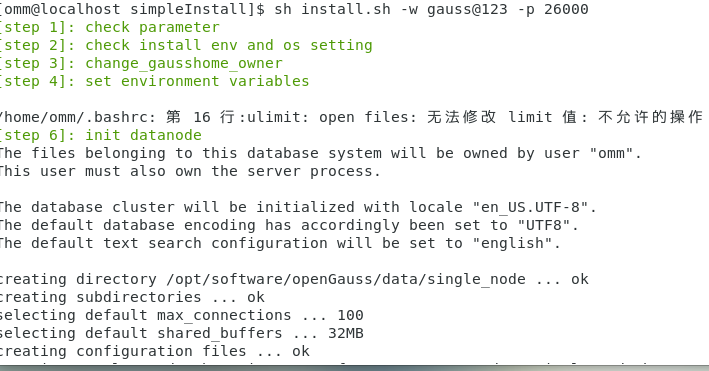 [omm@localhost simpleInstall]$ sh install.sh -w gauss@123 -p 26000
[step 1]: check parameter
[step 2]: check install env and os setting
[step 3]: change_gausshome_owner
[step 4]: set environment variables
/home/omm/.bashrc: 第 16 行:ulimit: open files: 无法修改 limit 值: 不允许的操作
[step 6]: init datanode
The files belonging to this database system will be owned by user "omm".
This user must also own the server process.
The database cluster will be initialized with locale "en_US.UTF-8".
The default database encoding has accordingly been set to "UTF8".
The default text search configuration will be set to "english".
creating directory /opt/software/openGauss/data/single_node ... ok
creating subdirectories ... ok
selecting default max_connections ... 100
selecting default shared_buffers ... 32MB
creating configuration files ... ok